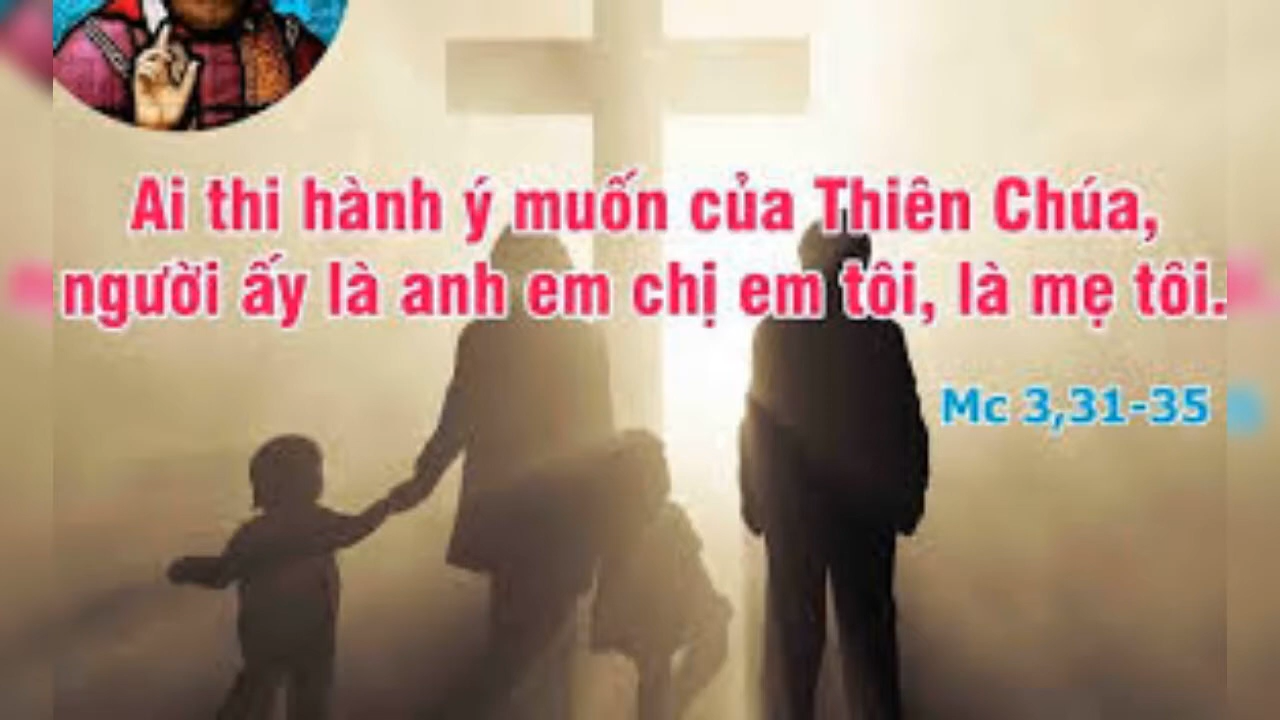 Ai thi hành ý muốn của Thiên Chúa,
người ấy là anh em chị em tôi, là mẹ tôi.
Mc 3,31-35